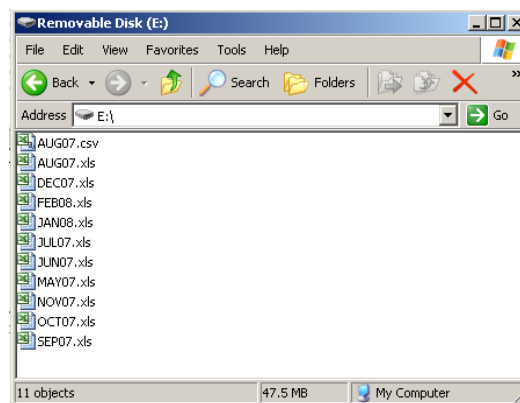 Removable Disk (E:)
File Edit View Favorites Tools Help
Back Search Folders »
Address E:\ Go
AUG07.csv
AUG07.xls
DEC07.xls
FEB08.xls
JAN08.xls
JUL07.xls
JUN07.xls
MAY07.xls
NOV07.xls
OCT07.xls
SEP07.xls
11 objects 47.5 MB My Computer